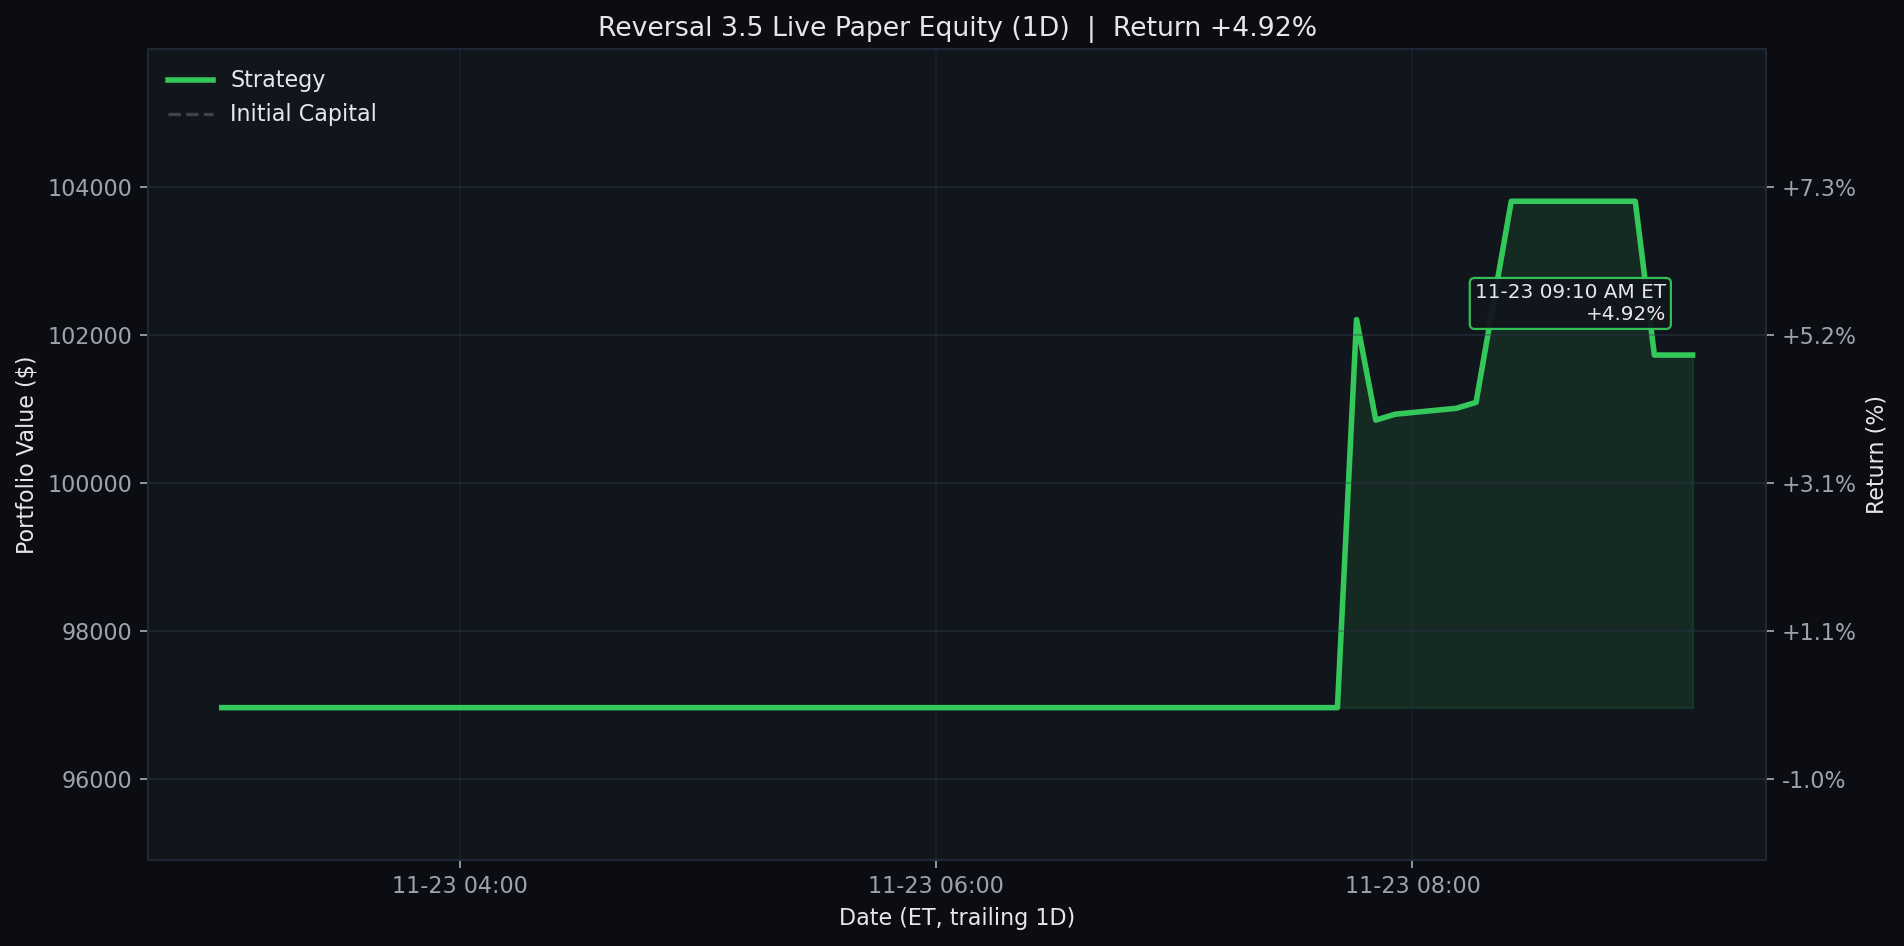 Reversal 3.5 Live Paper Equity (1D)  |  Return +4.92%
Strategy
Initial Capital
104000
102000
100000
98000
96000
Portfolio Value ($)
+7.3%
+5.2%
+3.1%
+1.1%
-1.0%
Return (%)
11-23 09:10 AM ET
+4.92%
11-23 04:00
11-23 06:00
11-23 08:00
Date (ET, trailing 1D)